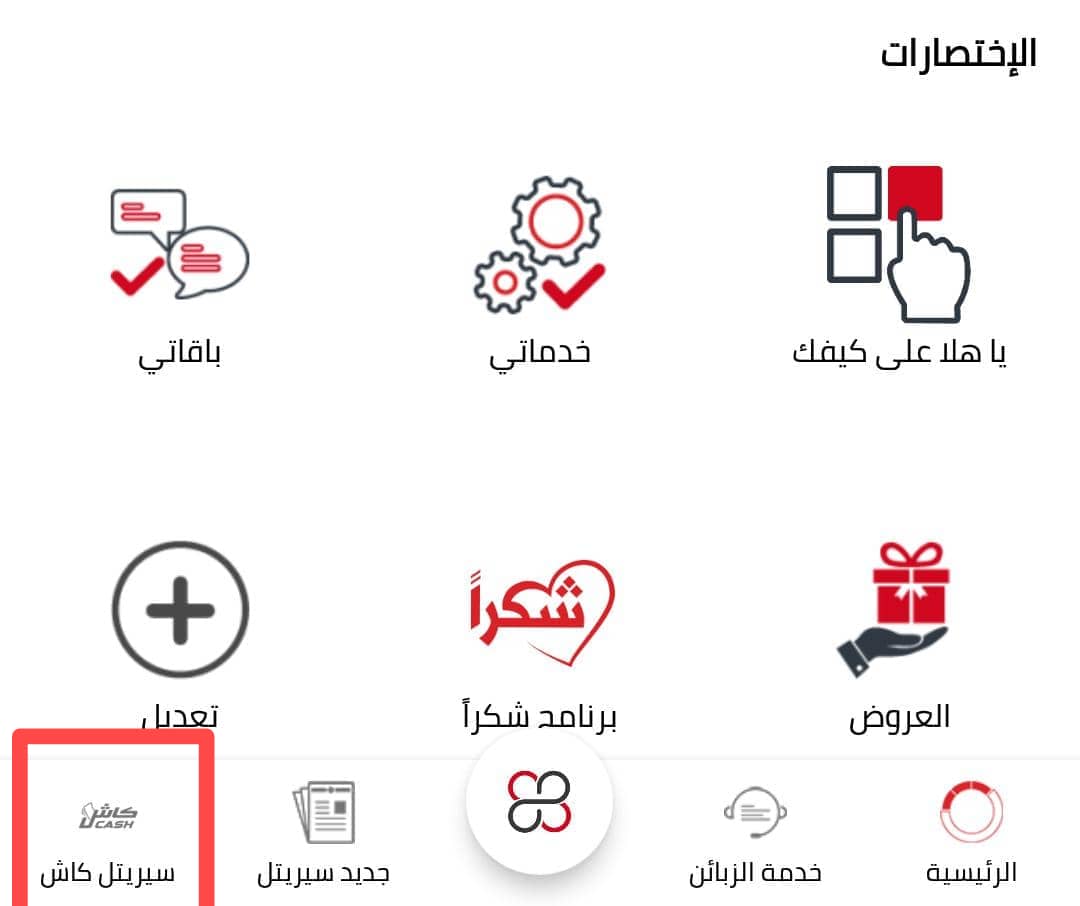 الإختصارات
يا هلا على كيفك
خدماتي
باقاتي
شكراً
العروض
برنامج شكراً
تعديل
كاش
CASH
الرئيسية
خدمة الزبائن
جديد سيريتل
سيريتل كاش